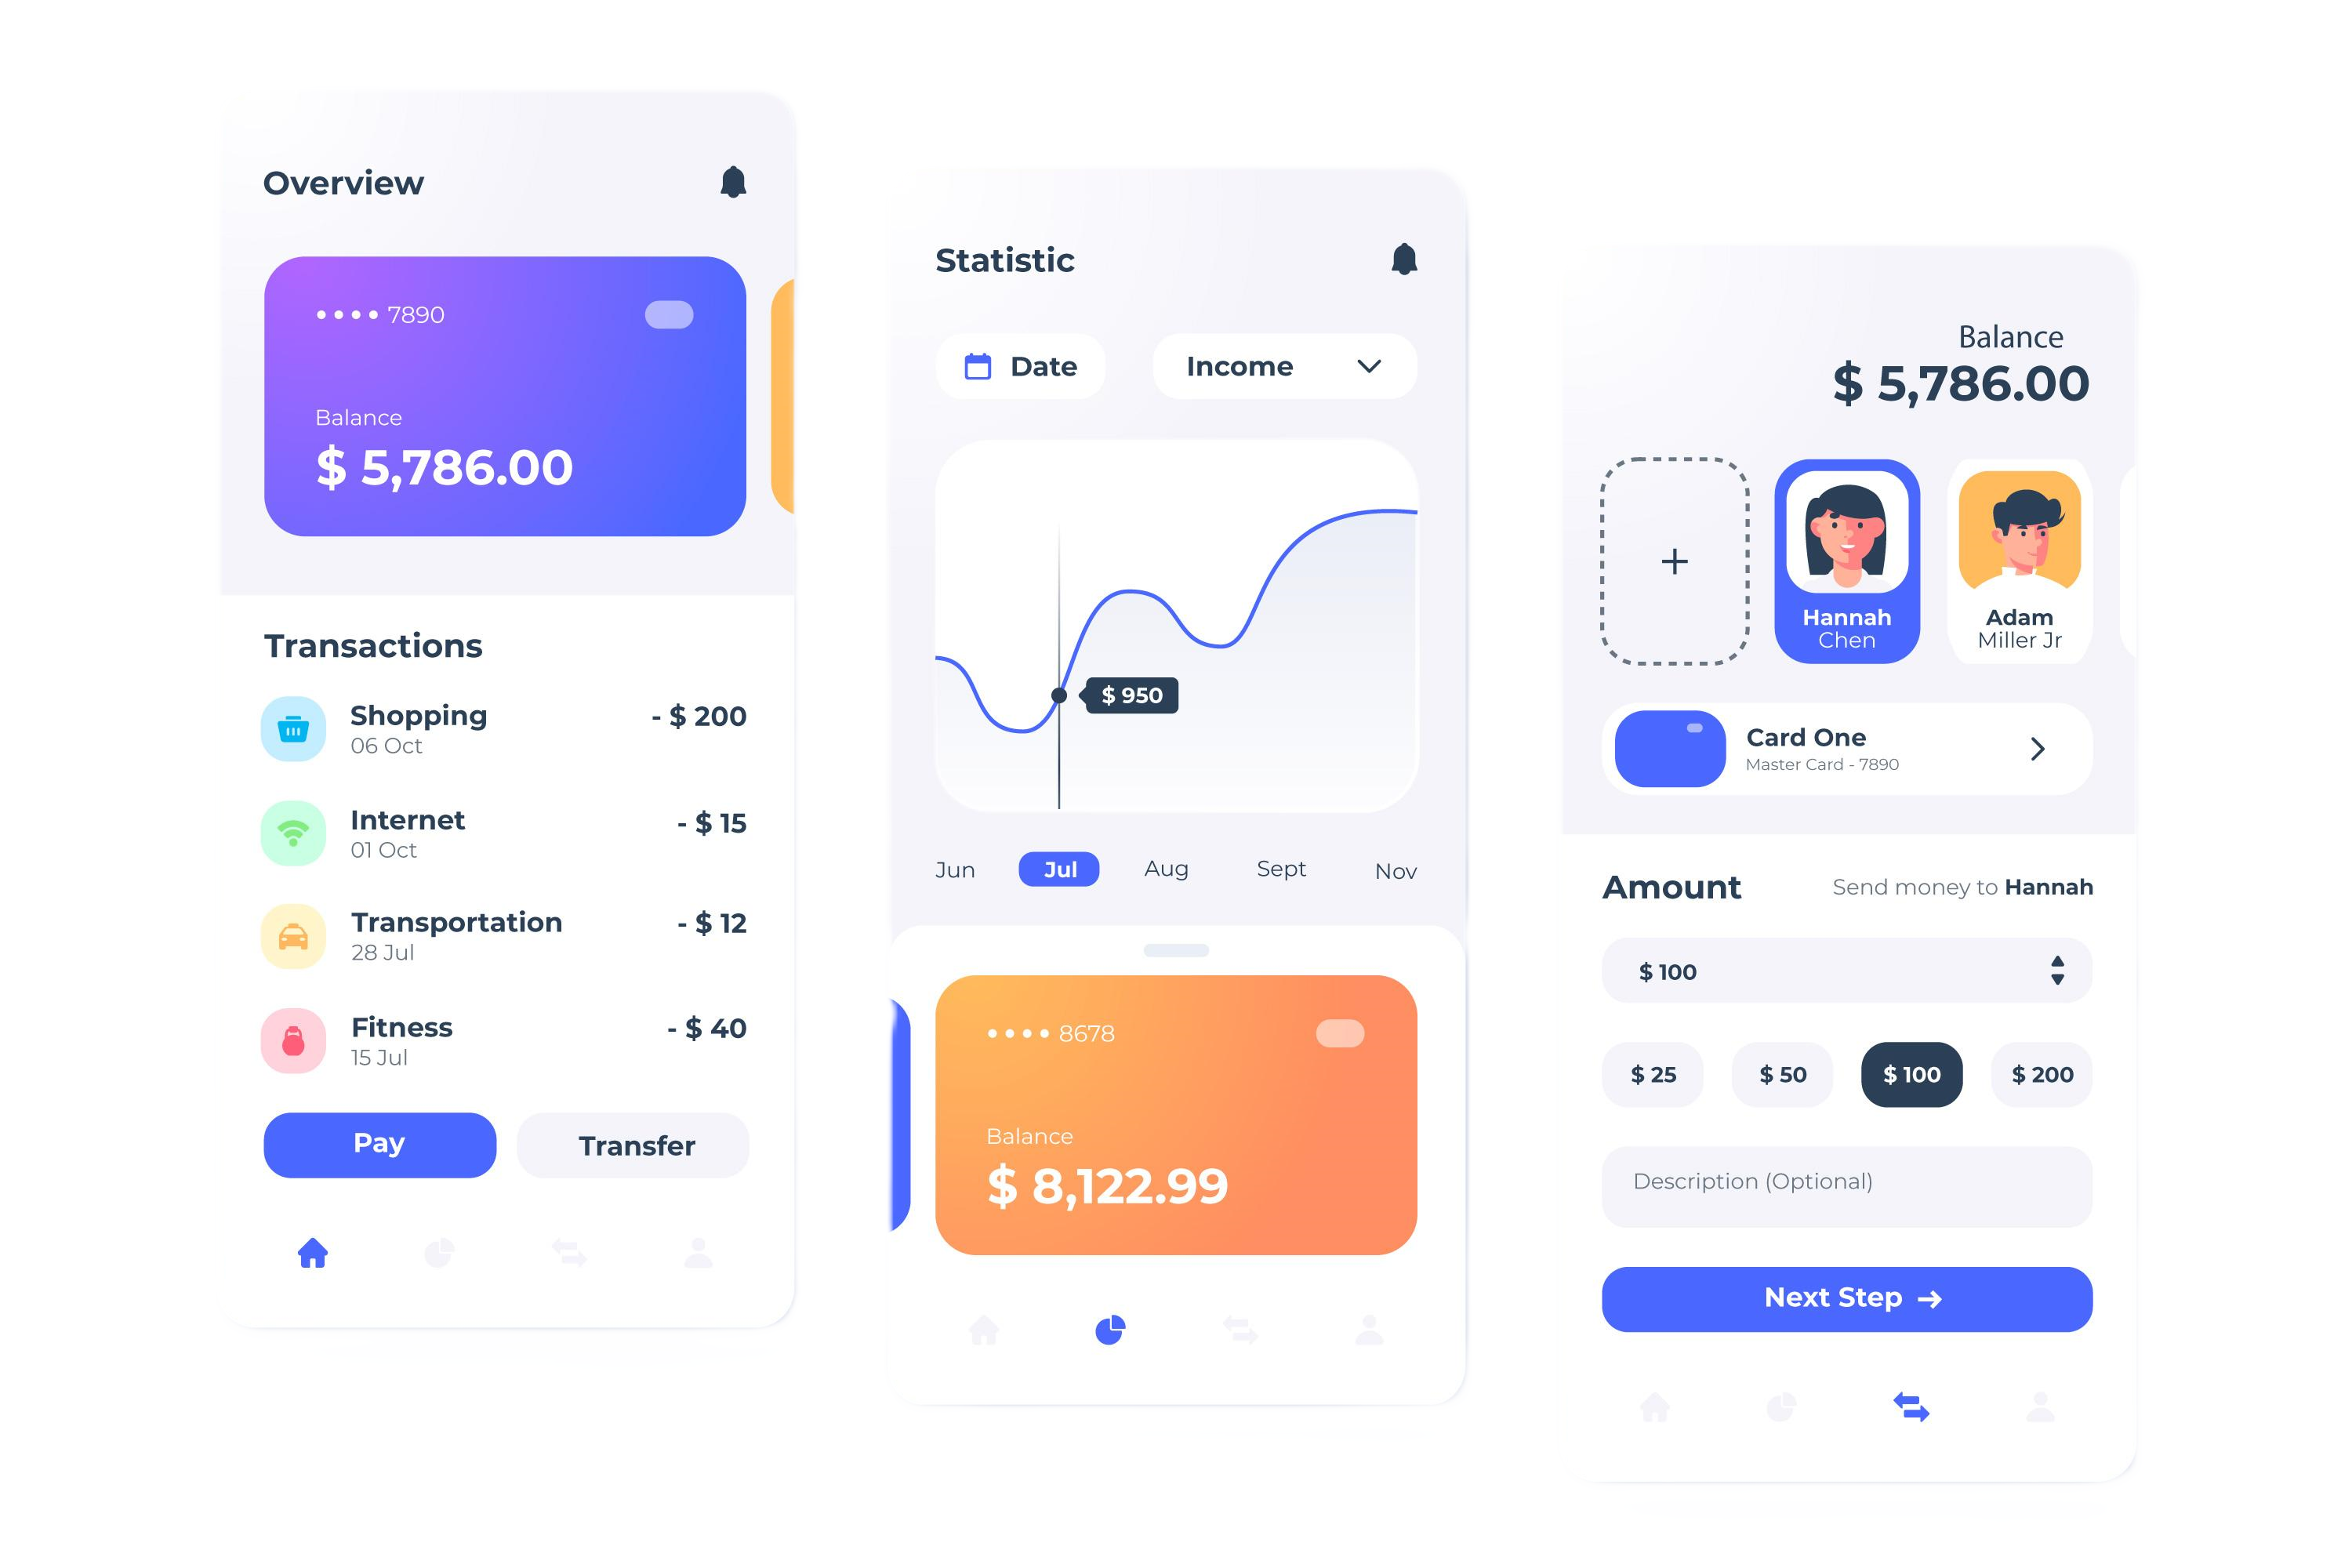 Overview
•••• 7890
Balance
$ 5,786.00
Transactions
Shopping - $ 200
06 Oct
Internet - $ 15
01 Oct
Transportation - $ 12
28 Jul
Fitness - $ 40
15 Jul
Pay Transfer
Statistic
Date Income
$ 950
Jun Jul Aug Sept Nov
•••• 8678
Balance
$ 8,122.99
Balance
$ 5,786.00
+
Hannah
Chen
Adam
Miller Jr
Card One
Master Card - 7890
Amount Send money to Hannah
$ 100
$ 25 $ 50 $ 100 $ 200
Description (Optional)
Next Step →